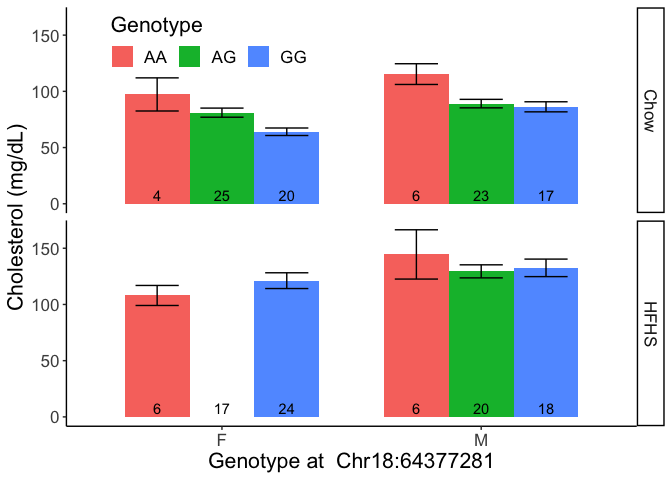 Genotype
AA AG GG
150
100
50
0
4 25 20 6 23 17
Chow
150
100
50
0
6 17 24 6 20 18
HFHS
Cholesterol (mg/dL)
F M
Genotype at Chr18:64377281